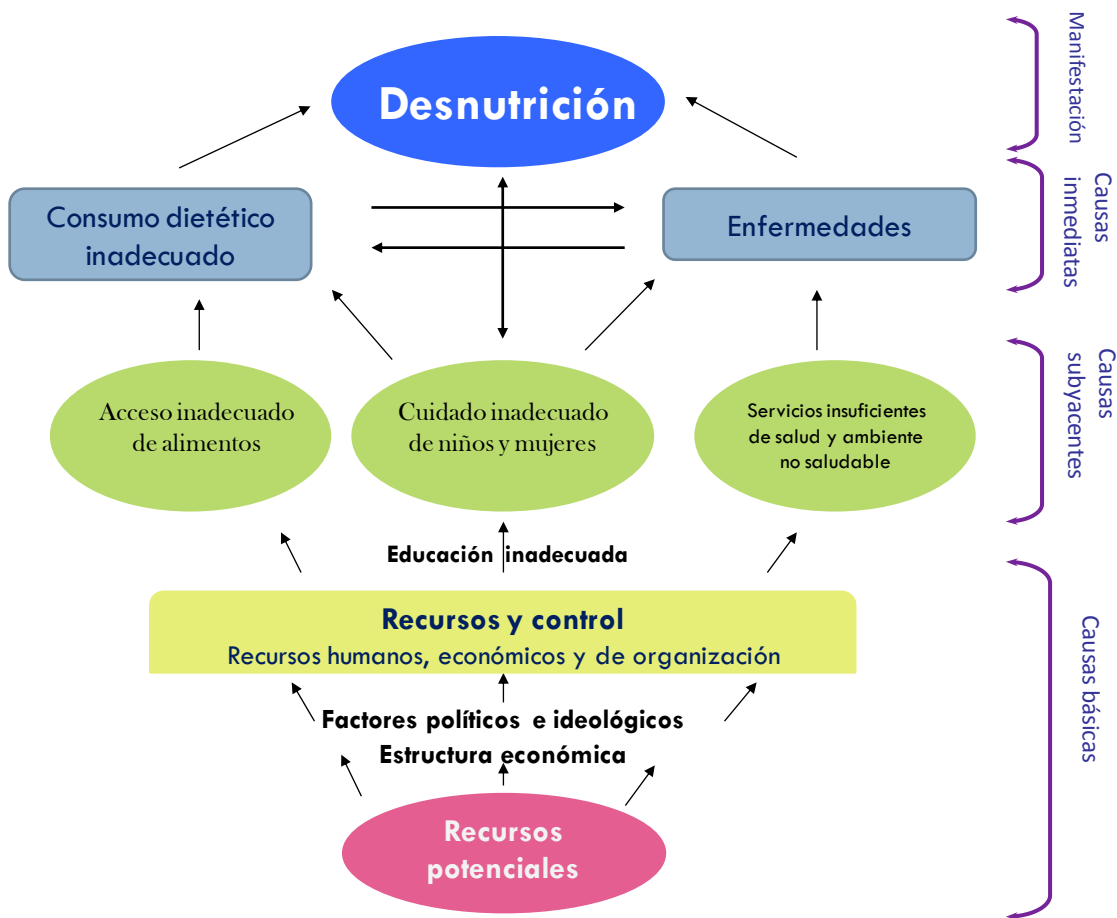 Desnutrición
Manifestación
Consumo dietético
inadecuado
Enfermedades
Causas
inmediatas
Acceso inadecuado
de alimentos
Cuidado inadecuado
de niños y mujeres
Servicios insuficientes
de salud y ambiente
no saludable
Causas
subyacentes
Educación inadecuada
Recursos y control
Recursos humanos, económicos y de organización
Factores políticos e ideológicos
Estructura económica
Recursos
potenciales
Causas básicas